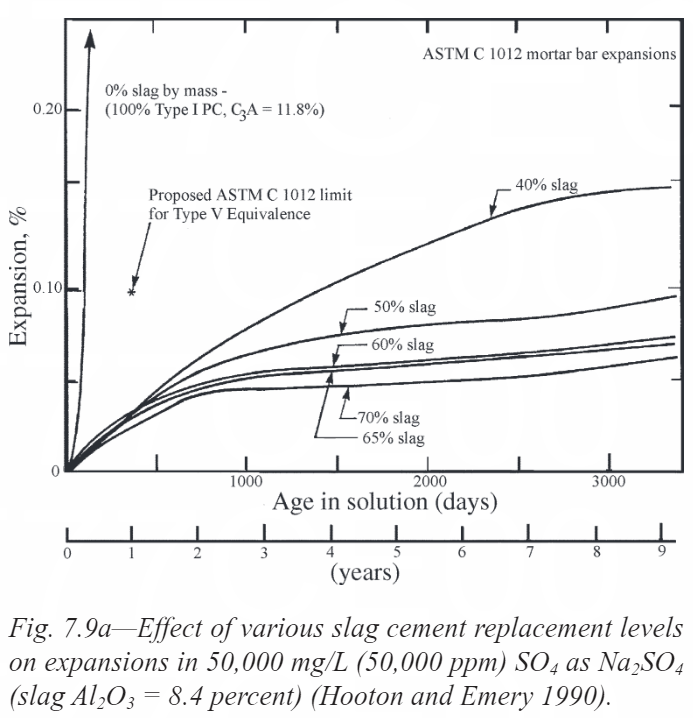 ASTM C 1012 mortar bar expansions
0% slag by mass -
(100% Type I PC, C3A = 11.8%)
0.20
Proposed ASTM C 1012 limit
for Type V Equivalence
*
40% slag
Expansion, %
0.10
50% slag
60% slag
70% slag
65% slag
0
1000 2000 3000
Age in solution (days)
0 1 2 3 4 5 6 7 8 9
(years)
Fig. 7.9a—Effect of various slag cement replacement levels
on expansions in 50,000 mg/L (50,000 ppm) SO4 as Na2SO4
(slag Al2O3 = 8.4 percent) (Hooton and Emery 1990).